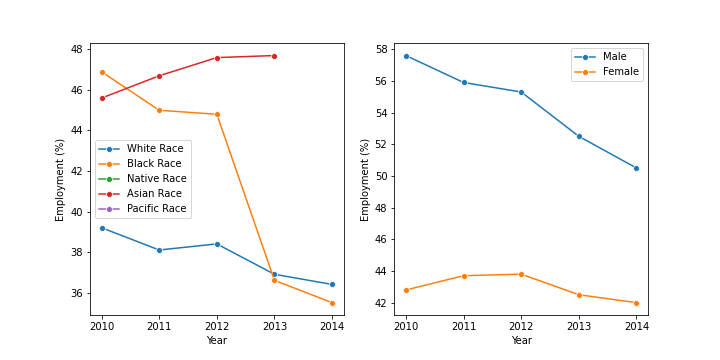 48
46
44
42
40
38
36
Employment (%)
White Race
Black Race
Native Race
Asian Race
Pacific Race
2010 2011 2012 2013 2014
Year
58
56
54
52
50
48
46
44
42
Employment (%)
Male
Female
2010 2011 2012 2013 2014
Year